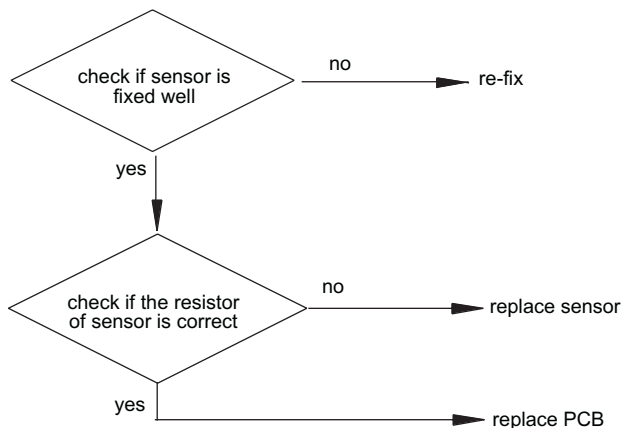 check if sensor is
fixed well
no
re-fix
yes
check if the resistor
of sensor is correct
no
replace sensor
yes
replace PCB